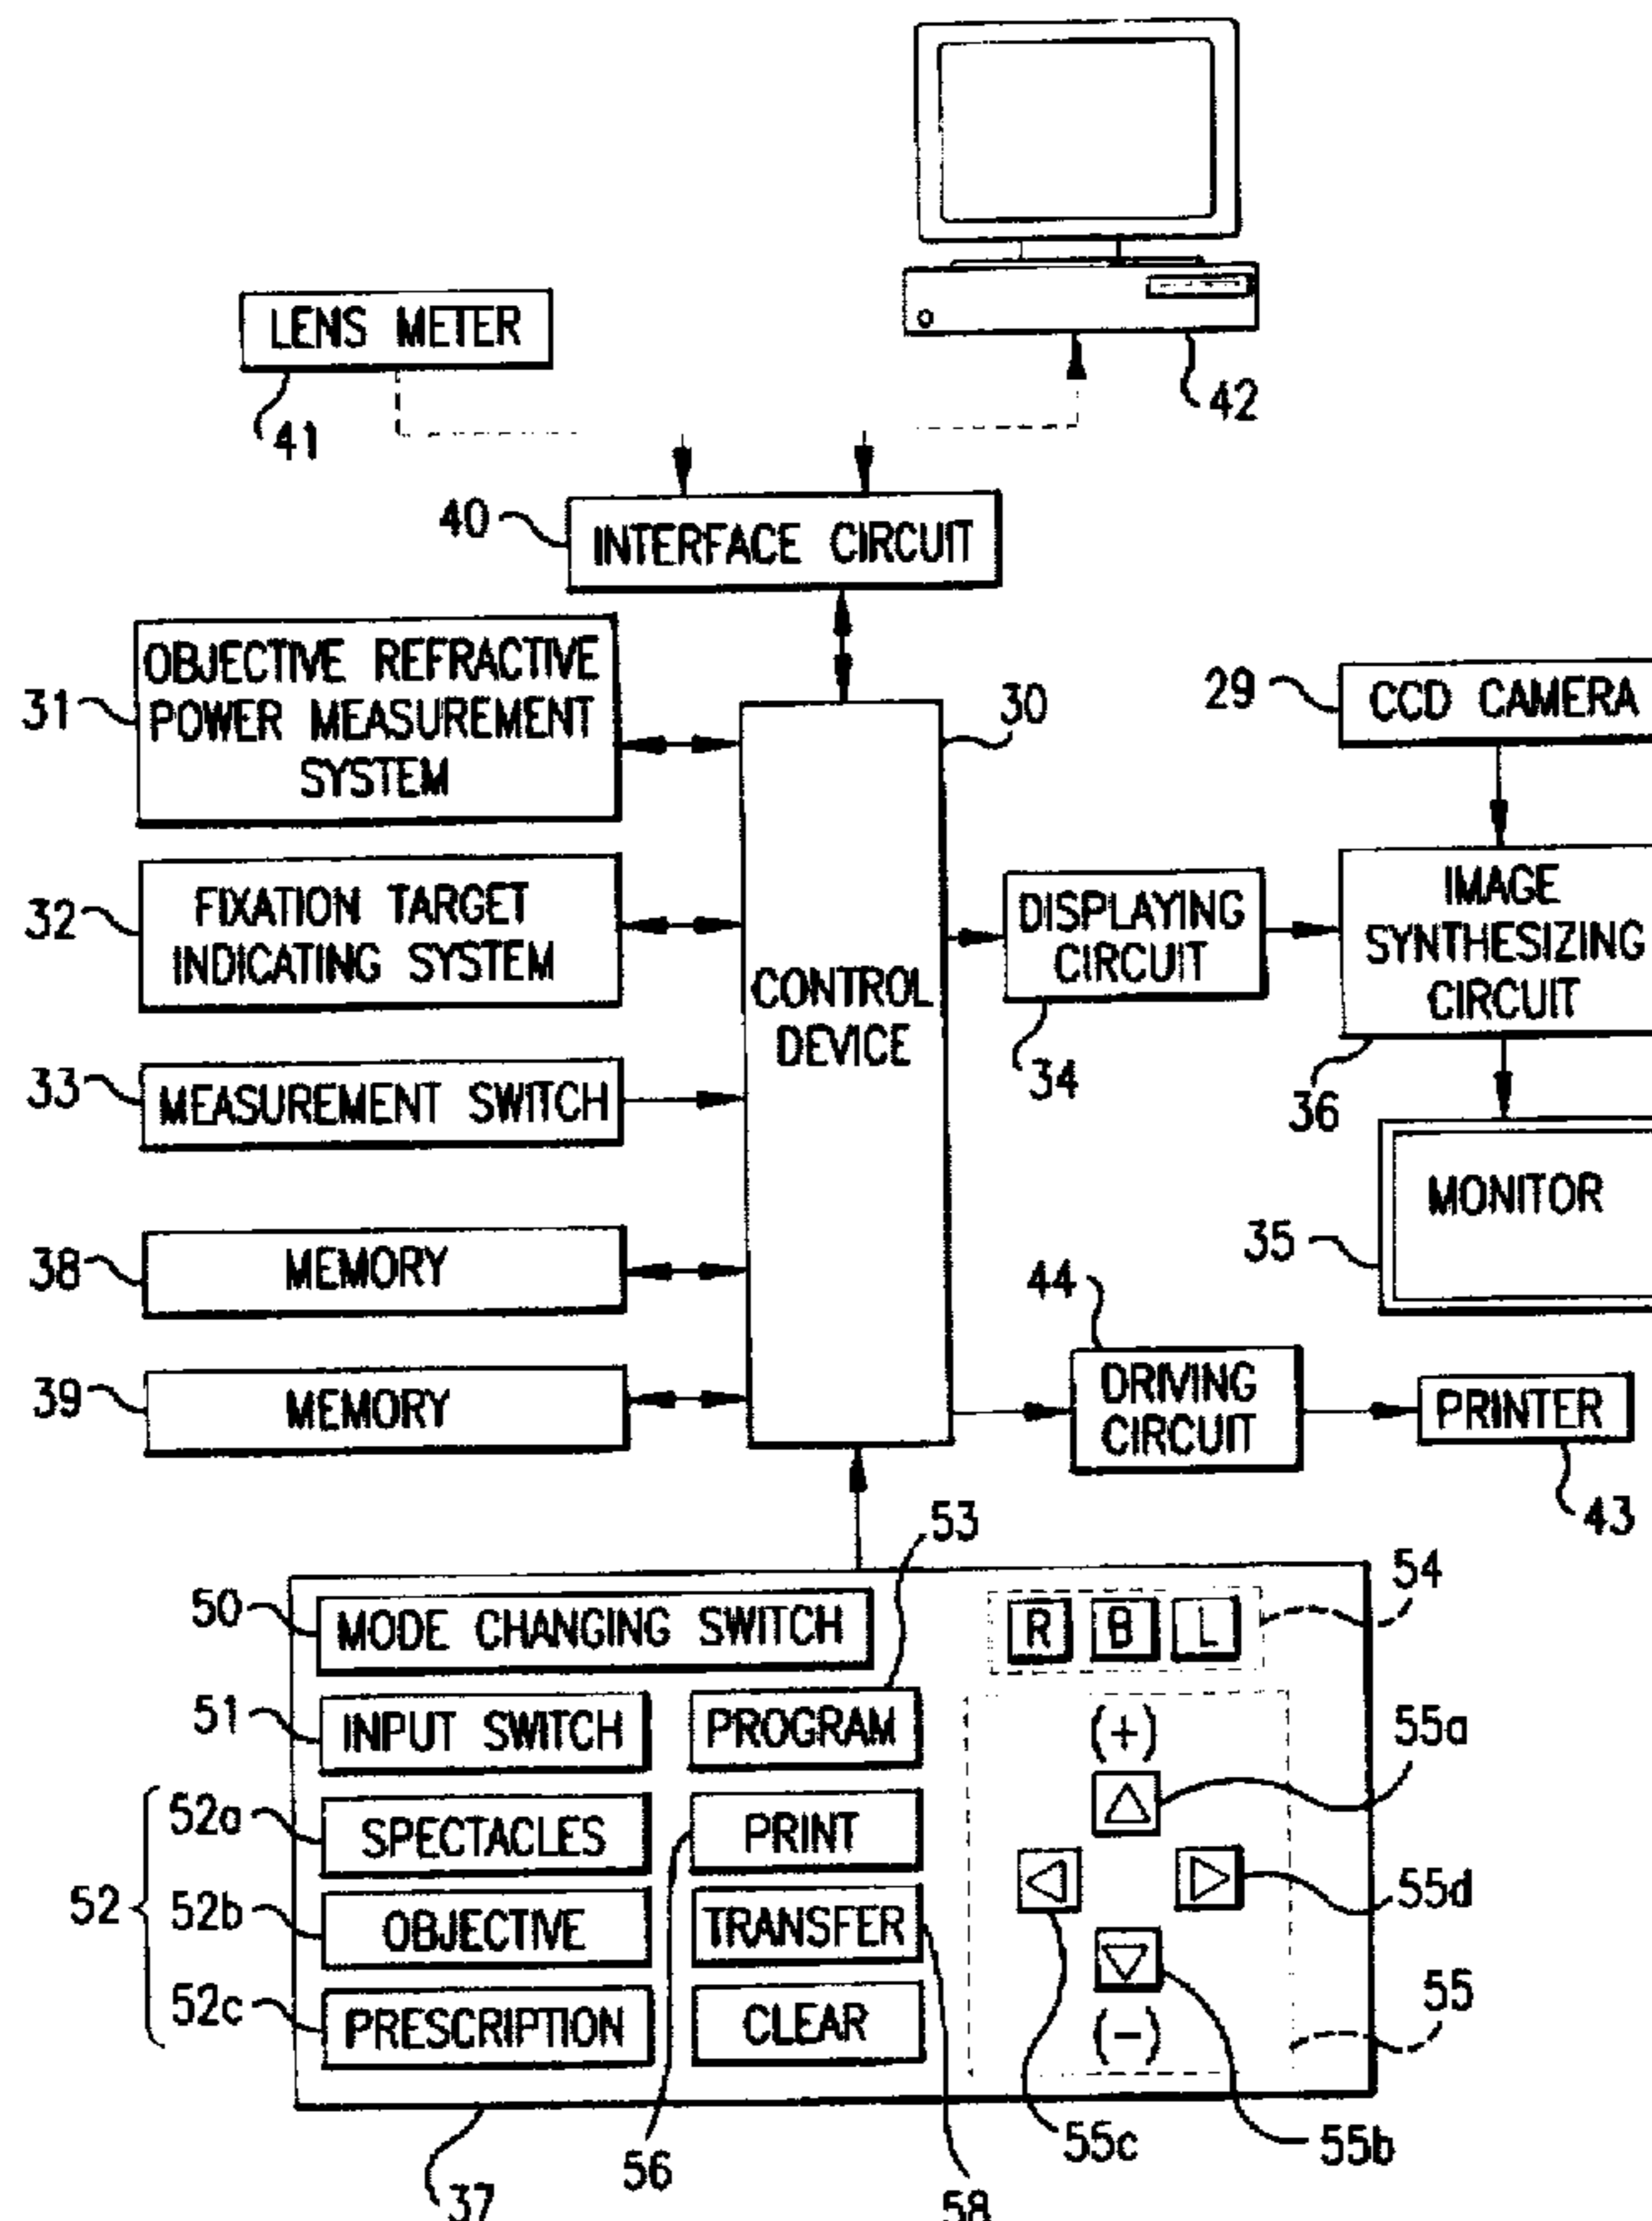 LENS METER
41
42
40
INTERFACE CIRCUIT
31
OBJECTIVE REFRACTIVE
POWER MEASUREMENT
SYSTEM
30
29
CCD CAMERA
32
FIXATION TARGET
INDICATING SYSTEM
CONTROL
DEVICE
DISPLAYING
CIRCUIT
34
IMAGE
SYNTHESIZING
CIRCUIT
36
33
MEASUREMENT SWITCH
MONITOR
35
38
MEMORY
44
39
MEMORY
DRIVING
CIRCUIT
PRINTER
43
53
50
MODE CHANGING SWITCH
R B L
54
51
INPUT SWITCH
PROGRAM
(+)
55a
52
52a
SPECTACLES
PRINT
52b
OBJECTIVE
TRANSFER
55d
52c
PRESCRIPTION
CLEAR
(-)
55
56
55c
55b
37
58